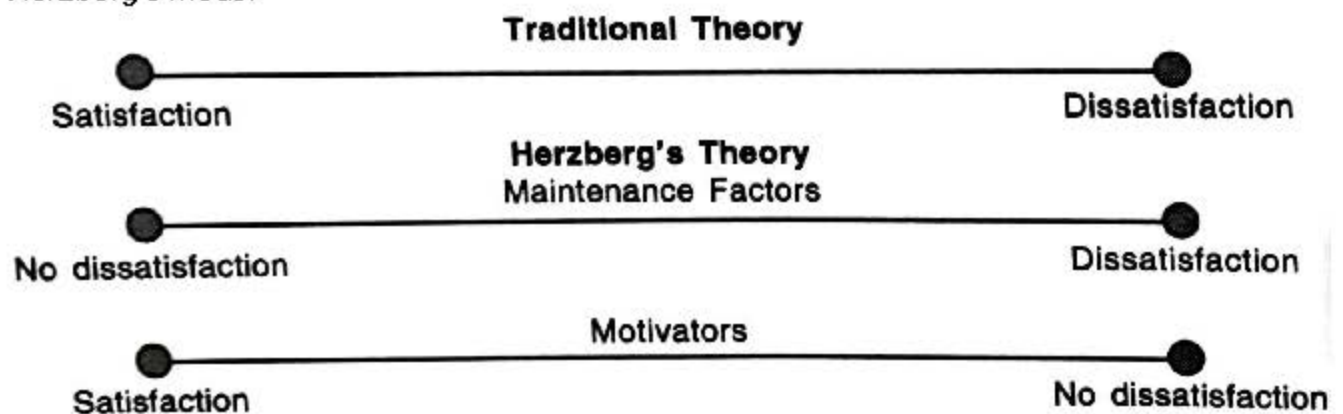 Traditional Theory
Satisfaction Dissatisfaction
Herzberg's Theory
Maintenance Factors
No dissatisfaction Dissatisfaction
Motivators
Satisfaction No dissatisfaction